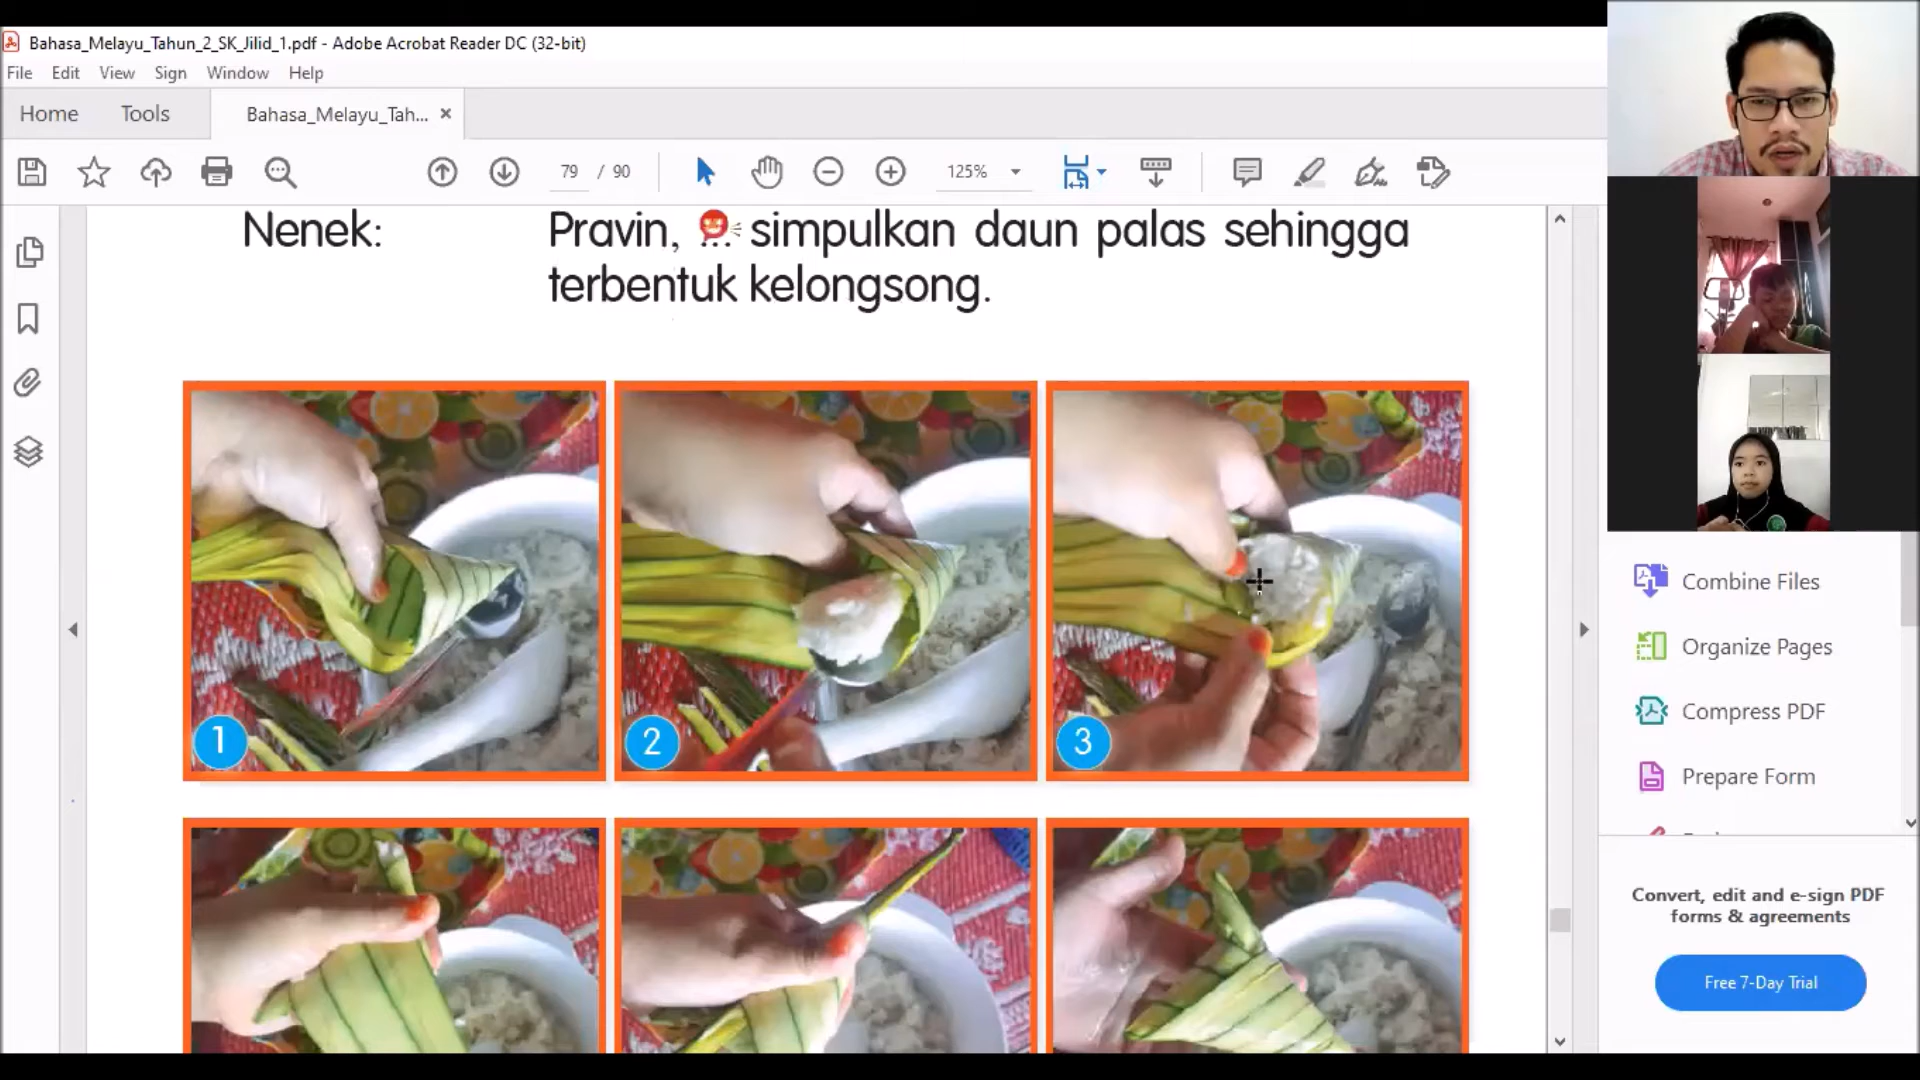 Bahasa_Melayu_Tahun_2_SK_Jilid_1.pdf - Adobe Acrobat Reader DC (32-bit)
File Edit View Sign Window Help
Home Tools Bahasa_Melayu_Tah... ×
79 / 90 125%
Nenek: Pravin, ... simpulkan daun palas sehingga
terbentuk kelongsong.
1 2 3
Combine Files
Organize Pages
Compress PDF
Prepare Form
Convert, edit and e-sign PDF
forms & agreements
Free 7-Day Trial